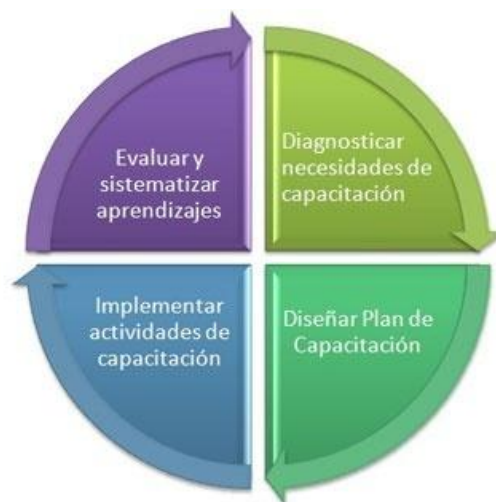 Evaluar y
sistematizar
aprendizajes
Diagnosticar
necesidades de
capacitación
Implementar
actividades de
capacitación
Diseñar Plan de
Capacitación